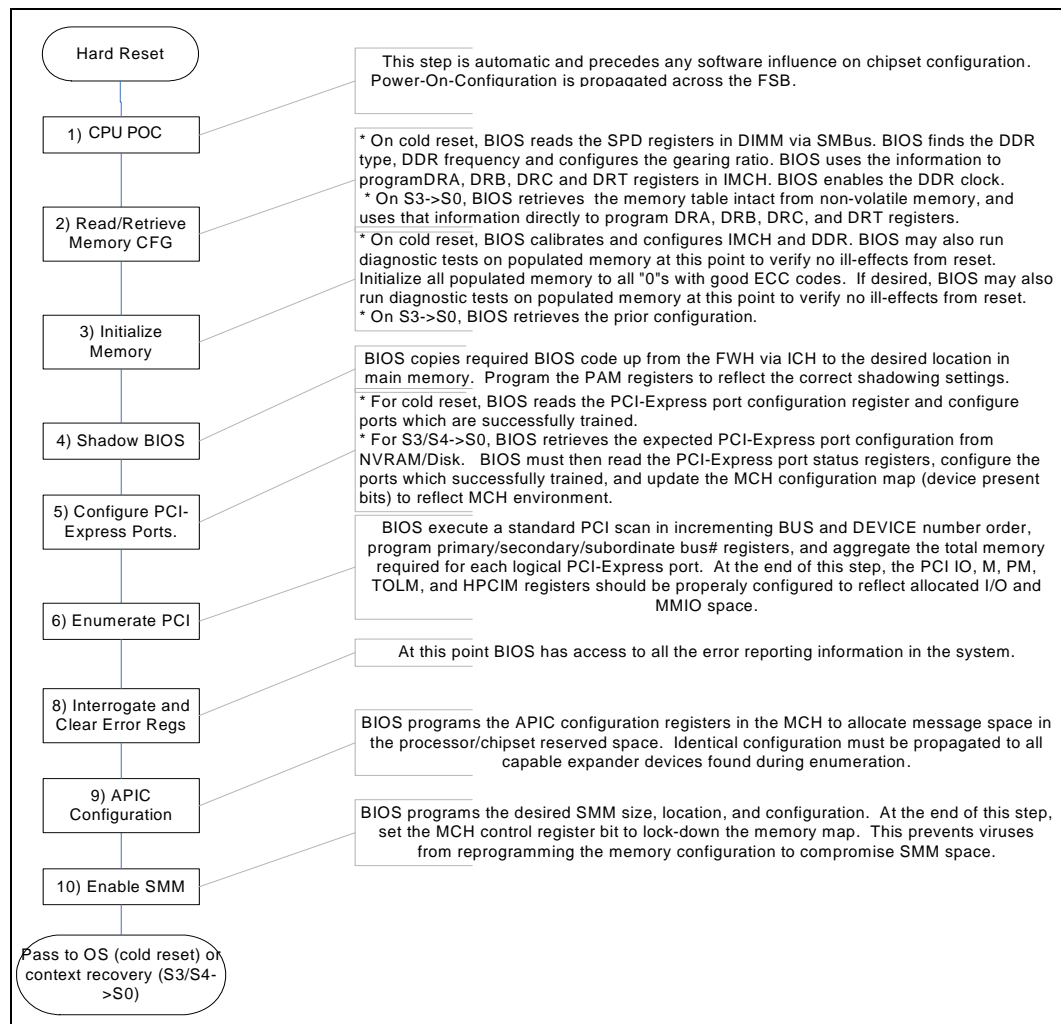 Hard Reset
This step is automatic and precedes any software influence on chipset configuration.
Power-On-Configuration is propagated across the FSB.
1) CPU POC
* On cold reset, BIOS reads the SPD registers in DIMM via SMBus. BIOS finds the DDR
type, DDR frequency and configures the gearing ratio. BIOS uses the information to
programDRA, DRB, DRC and DRT registers in IMCH. BIOS enables the DDR clock.
* On S3->S0, BIOS retrieves the memory table intact from non-volatile memory, and
uses that information directly to program DRA, DRB, DRC, and DRT registers.
2) Read/Retrieve
Memory CFG
* On cold reset, BIOS calibrates and configures IMCH and DDR. BIOS may also run
diagnostic tests on populated memory at this point to verify no ill-effects from reset.
Initialize all populated memory to all "0"s with good ECC codes. If desired, BIOS may also
run diagnostic tests on populated memory at this point to verify no ill-effects from reset.
* On S3->S0, BIOS retrieves the prior configuration.
3) Initialize
Memory
BIOS copies required BIOS code up from the FWH via ICH to the desired location in
main memory. Program the PAM registers to reflect the correct shadowing settings.
4) Shadow BIOS
* For cold reset, BIOS reads the PCI-Express port configuration register and configure
ports which are successfully trained.
* For S3/S4->S0, BIOS retrieves the expected PCI-Express port configuration from
NVRAM/Disk. BIOS must then read the PCI-Express port status registers, configure the
ports which successfully trained, and update the MCH configuration map (device present
bits) to reflect MCH environment.
5) Configure PCI-
Express Ports.
BIOS execute a standard PCI scan in incrementing BUS and DEVICE number order,
program primary/secondary/subordinate bus# registers, and aggregate the total memory
required for each logical PCI-Express port. At the end of this step, the PCI IO, M, PM,
TOLM, and HPCIM registers should be properaly configured to reflect allocated I/O and
MMIO space.
6) Enumerate PCI
At this point BIOS has access to all the error reporting information in the system.
8) Interrogate and
Clear Error Regs
BIOS programs the APIC configuration registers in the MCH to allocate message space in
the processor/chipset reserved space. Identical configuration must be propagated to all
capable expander devices found during enumeration.
9) APIC
Configuration
BIOS programs the desired SMM size, location, and configuration. At the end of this step,
set the MCH control register bit to lock-down the memory map. This prevents viruses
from reprogramming the memory configuration to compromise SMM space.
10) Enable SMM
Pass to OS (cold reset) or
context recovery (S3/S4-
>S0)